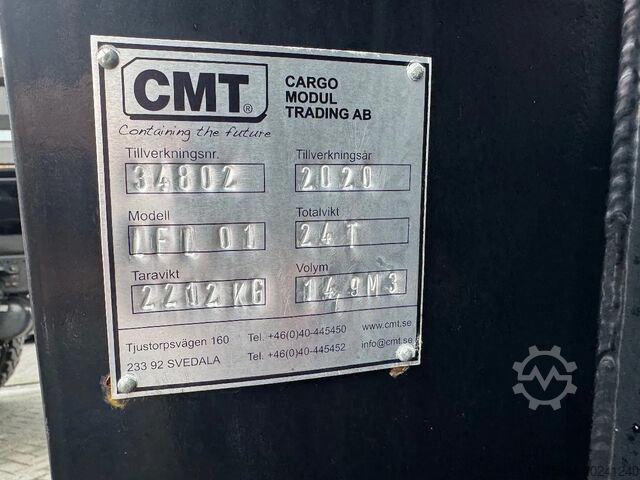 CMT®
Containing the future
CARGO
MODUL
TRADING AB
Tillverkningsnr.
34802
Tillverkningsår
2020
Modell
01
Totalvikt
24T
Taravikt
2212KG
Volym
14,9M3
Tjustorpsvägen 160
233 92 SVEDALA
Tel. +46(0)40-445450
Tel. +46(0)40-445452
www.cmt.se
info@cmt.se